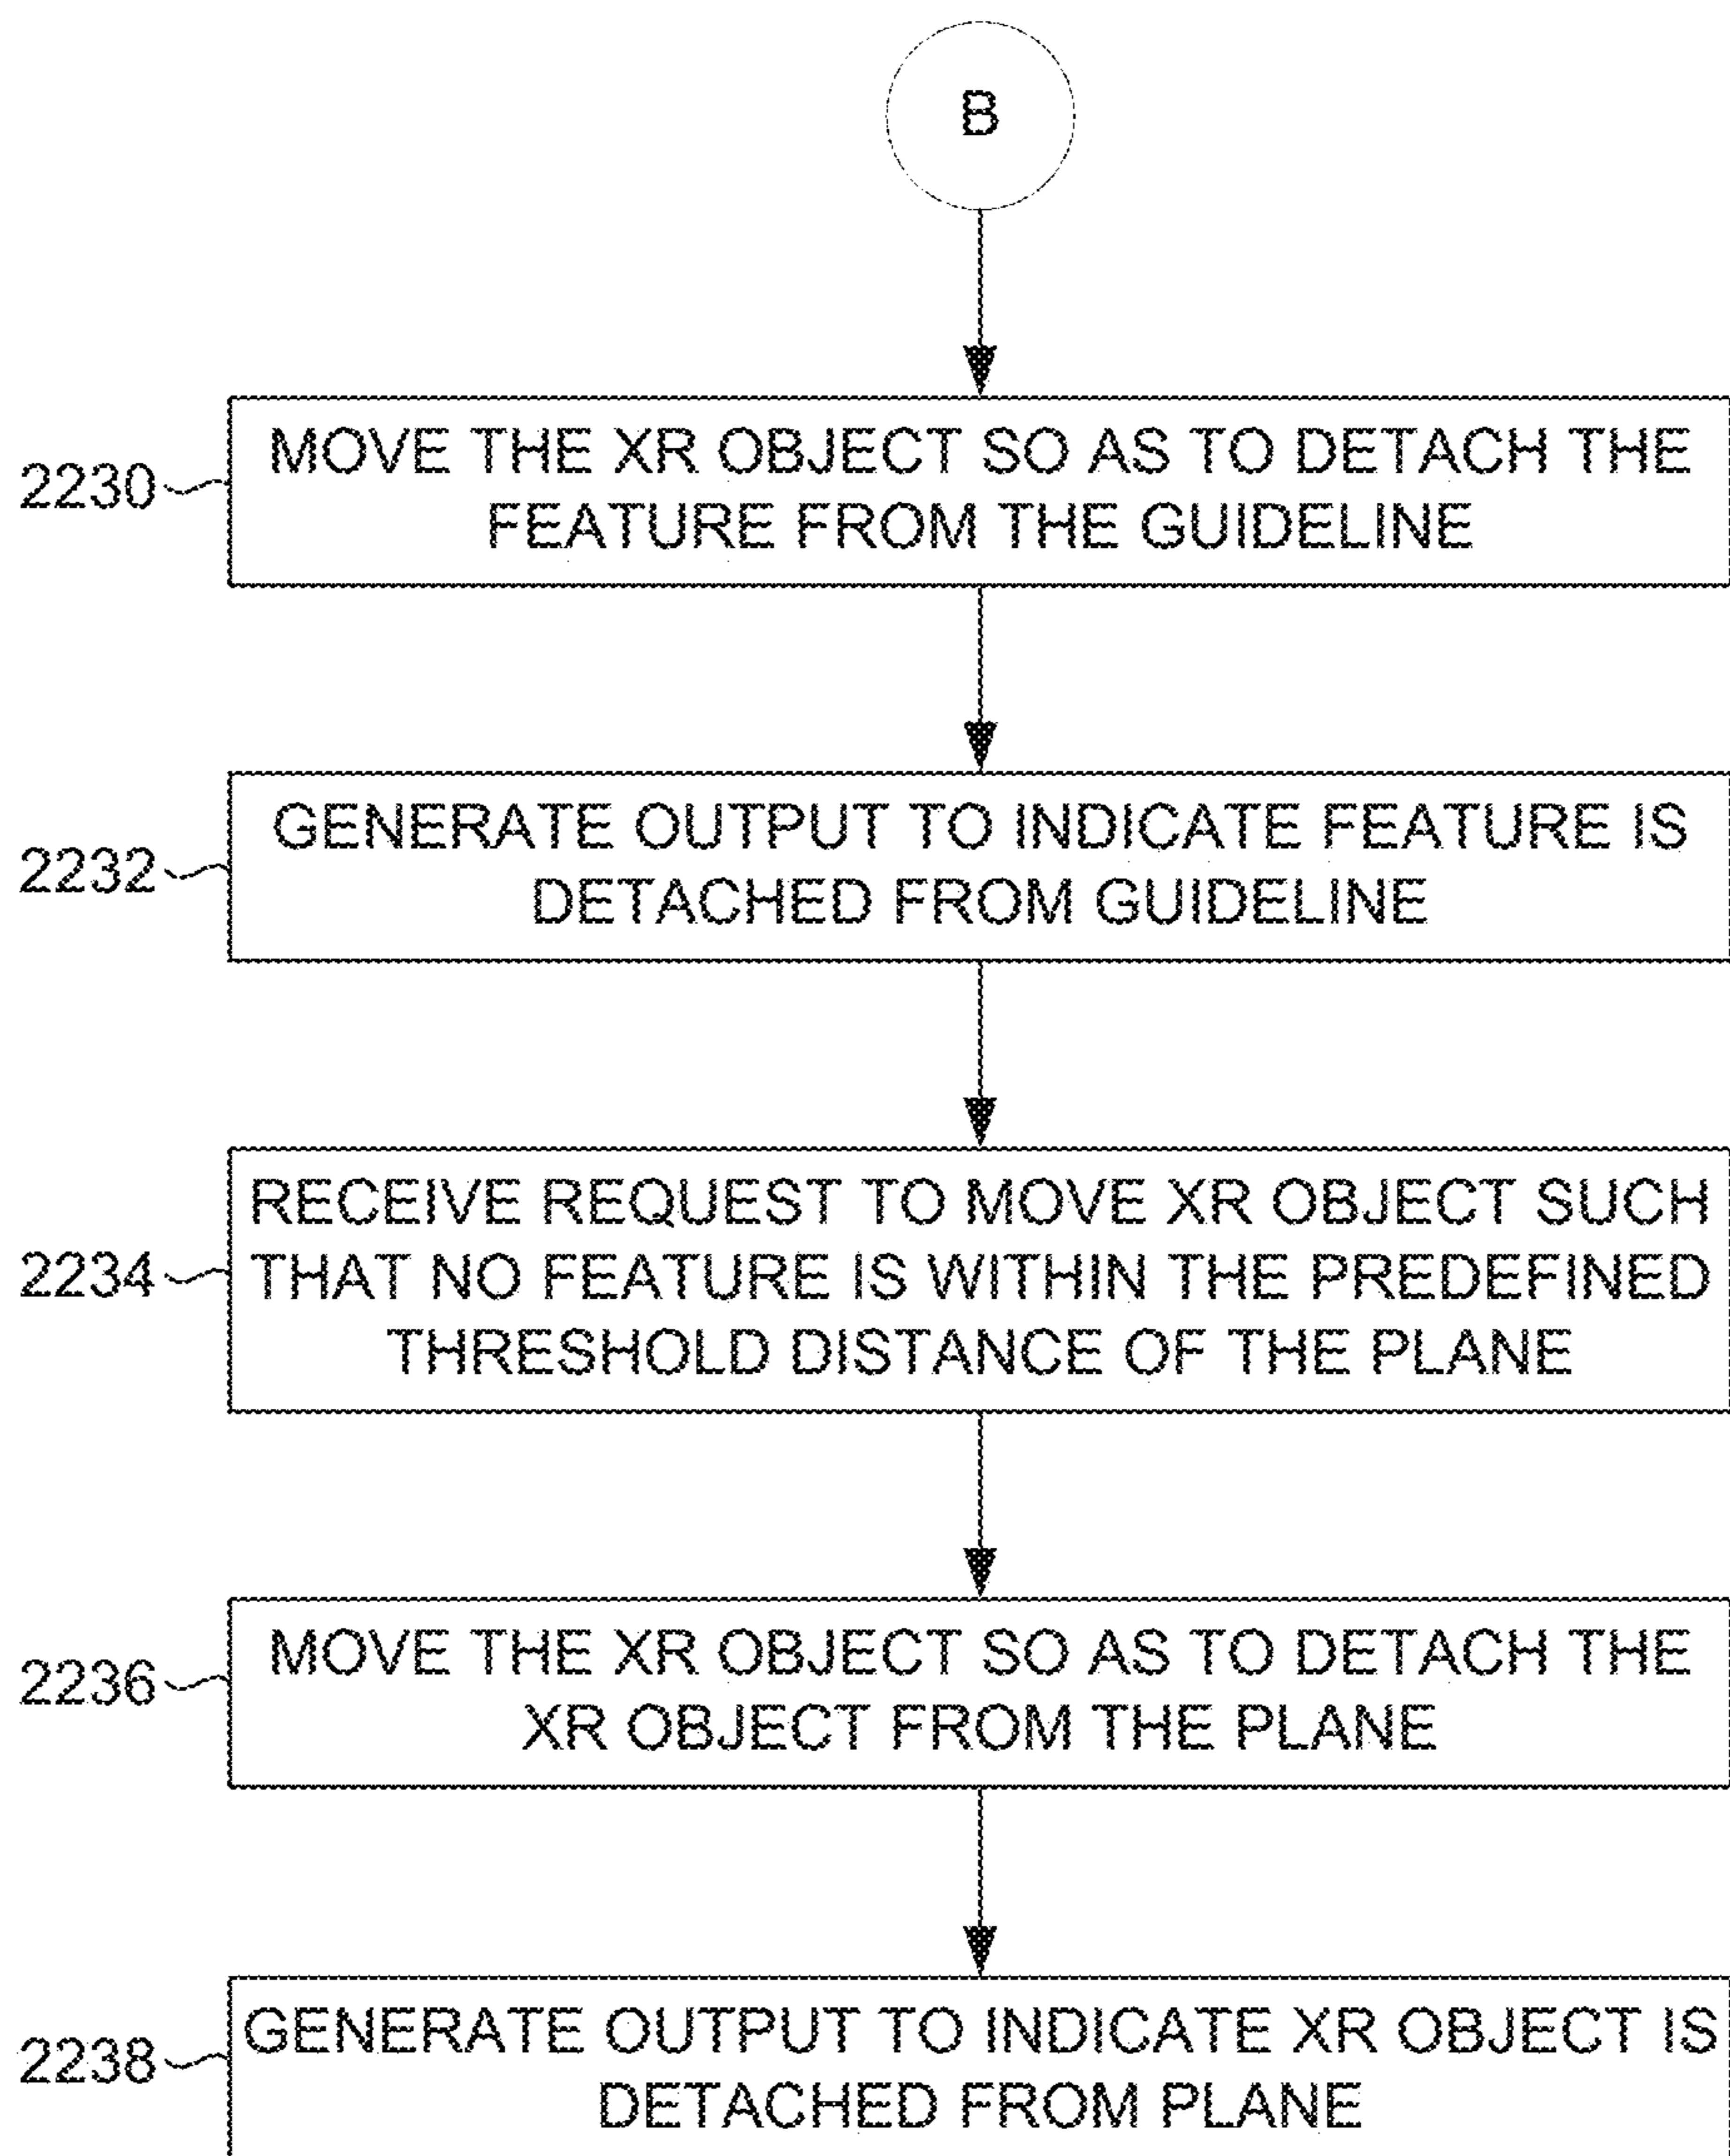 B
2230
MOVE THE XR OBJECT SO AS TO DETACH THE
FEATURE FROM THE GUIDELINE
2232
GENERATE OUTPUT TO INDICATE FEATURE IS
DETACHED FROM GUIDELINE
2234
RECEIVE REQUEST TO MOVE XR OBJECT SUCH
THAT NO FEATURE IS WITHIN THE PREDEFINED
THRESHOLD DISTANCE OF THE PLANE
2236
MOVE THE XR OBJECT SO AS TO DETACH THE
XR OBJECT FROM THE PLANE
2238
GENERATE OUTPUT TO INDICATE XR OBJECT IS
DETACHED FROM PLANE